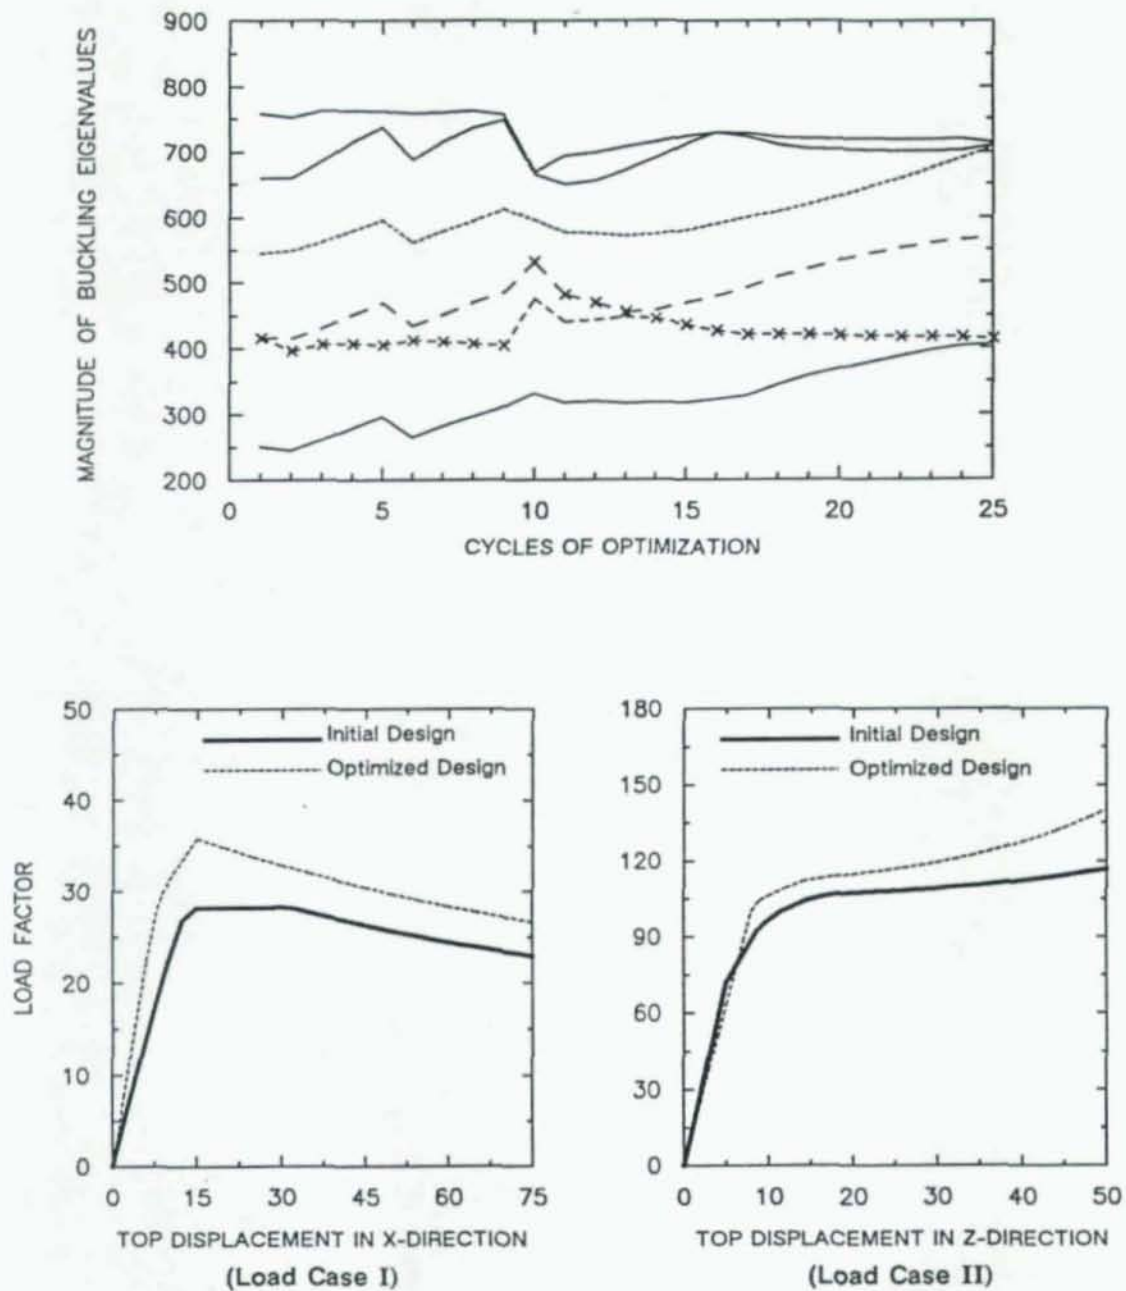 MAGNITUDE OF BUCKLING EIGENVALUES
900
800
700
600
500
400
300
200
0 5 10 15 20 25
CYCLES OF OPTIMIZATION
LOAD FACTOR
50
40
30
20
10
0
Initial Design
Optimized Design
0 15 30 45 60 75
TOP DISPLACEMENT IN X-DIRECTION
(Load Case I)
180
150
120
90
60
30
0
Initial Design
Optimized Design
0 10 20 30 40 50
TOP DISPLACEMENT IN Z-DIRECTION
(Load Case II)